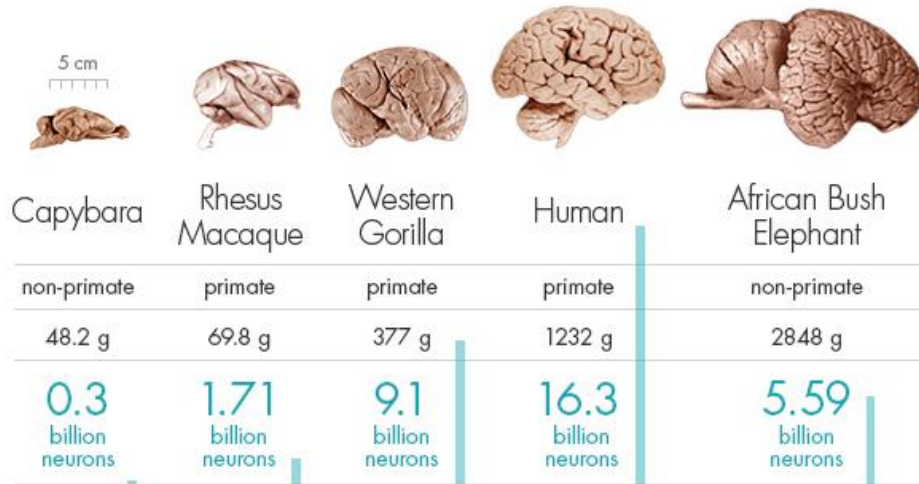 5 cm
Capybara
Rhesus
Macaque
Western
Gorilla
Human
African Bush
Elephant
non-primate
primate
primate
primate
non-primate
48.2 g
69.8 g
377 g
1232 g
2848 g
0.3
billion
neurons
1.71
billion
neurons
9.1
billion
neurons
16.3
billion
neurons
5.59
billion
neurons